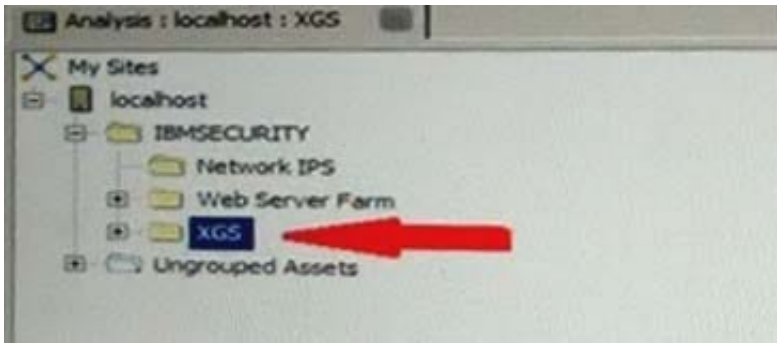 Analysis : localhost : XGS
My Sites
localhost
IBMSECURITY
Network IPS
Web Server Farm
XGS
Ungrouped Assets